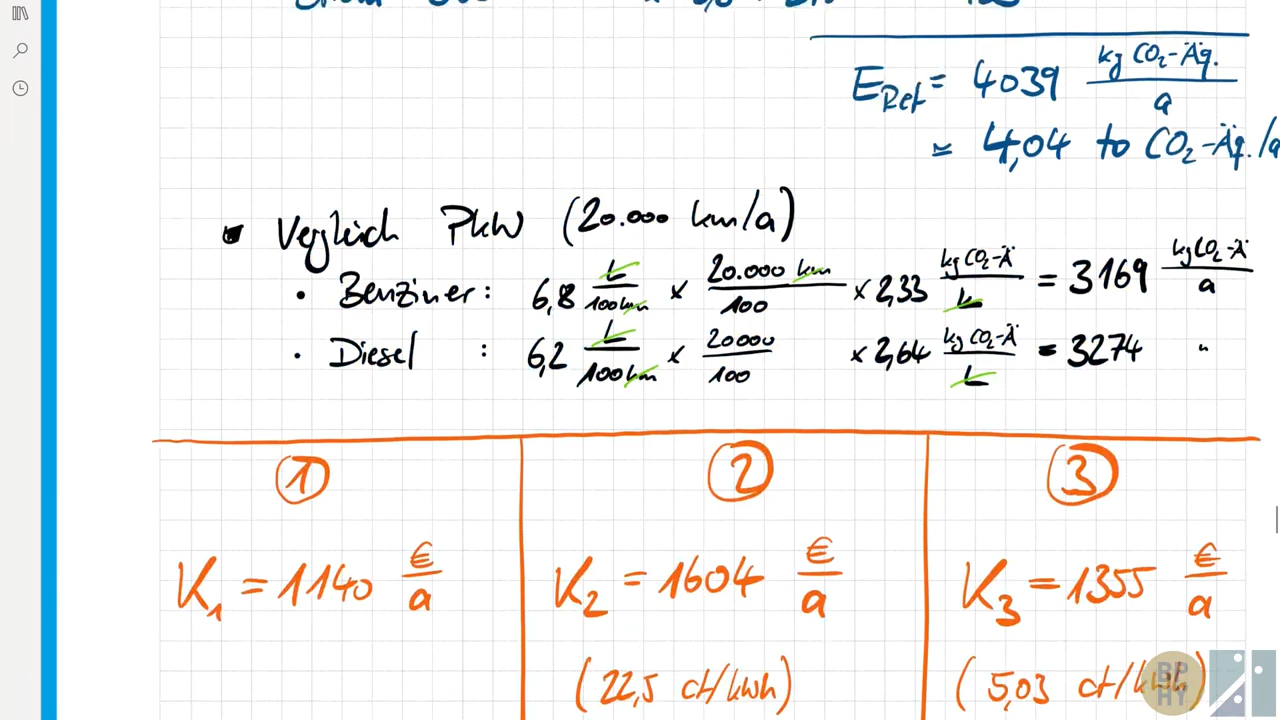 E_Ref = 4039 kg CO₂-Äq. / a
≃ 4,04 to CO₂-Äq./a
Vergleich PkW (20.000 km/a)
• Benziner: 6,8 L/100km × 20.000 km/100 × 2,33 kg CO₂-Ä/L = 3169 kg CO₂-Ä/a
• Diesel : 6,2 L/100km × 20000/100 × 2,64 kg CO₂-Ä/L = 3274 "
① ② ③
K₁ = 1140 €/a K₂ = 1604 €/a K₃ = 1355 €/a
(22,5 ct/kWh) (5,03 ct/kWh)
BP
HY